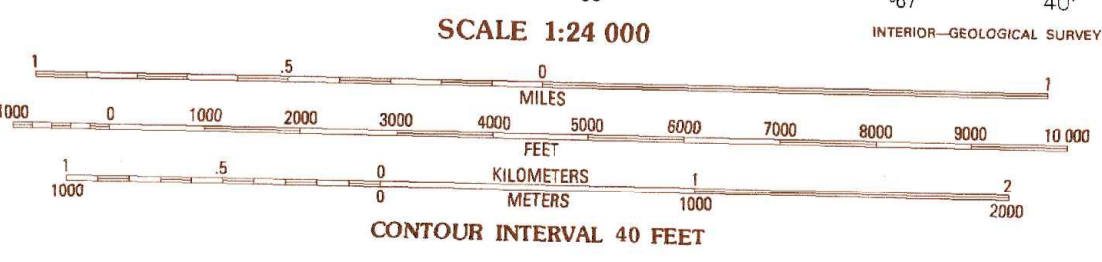 ⁶67 40'
SCALE 1:24 000
INTERIOR—GEOLOGICAL SURVEY
1 .5 0 1
MILES
1000 0 1000 2000 3000 4000 5000 6000 7000 8000 9000 10 000
FEET
1 .5 0 KILOMETERS 1 2
1000 0 METERS 1000 2000
CONTOUR INTERVAL 40 FEET